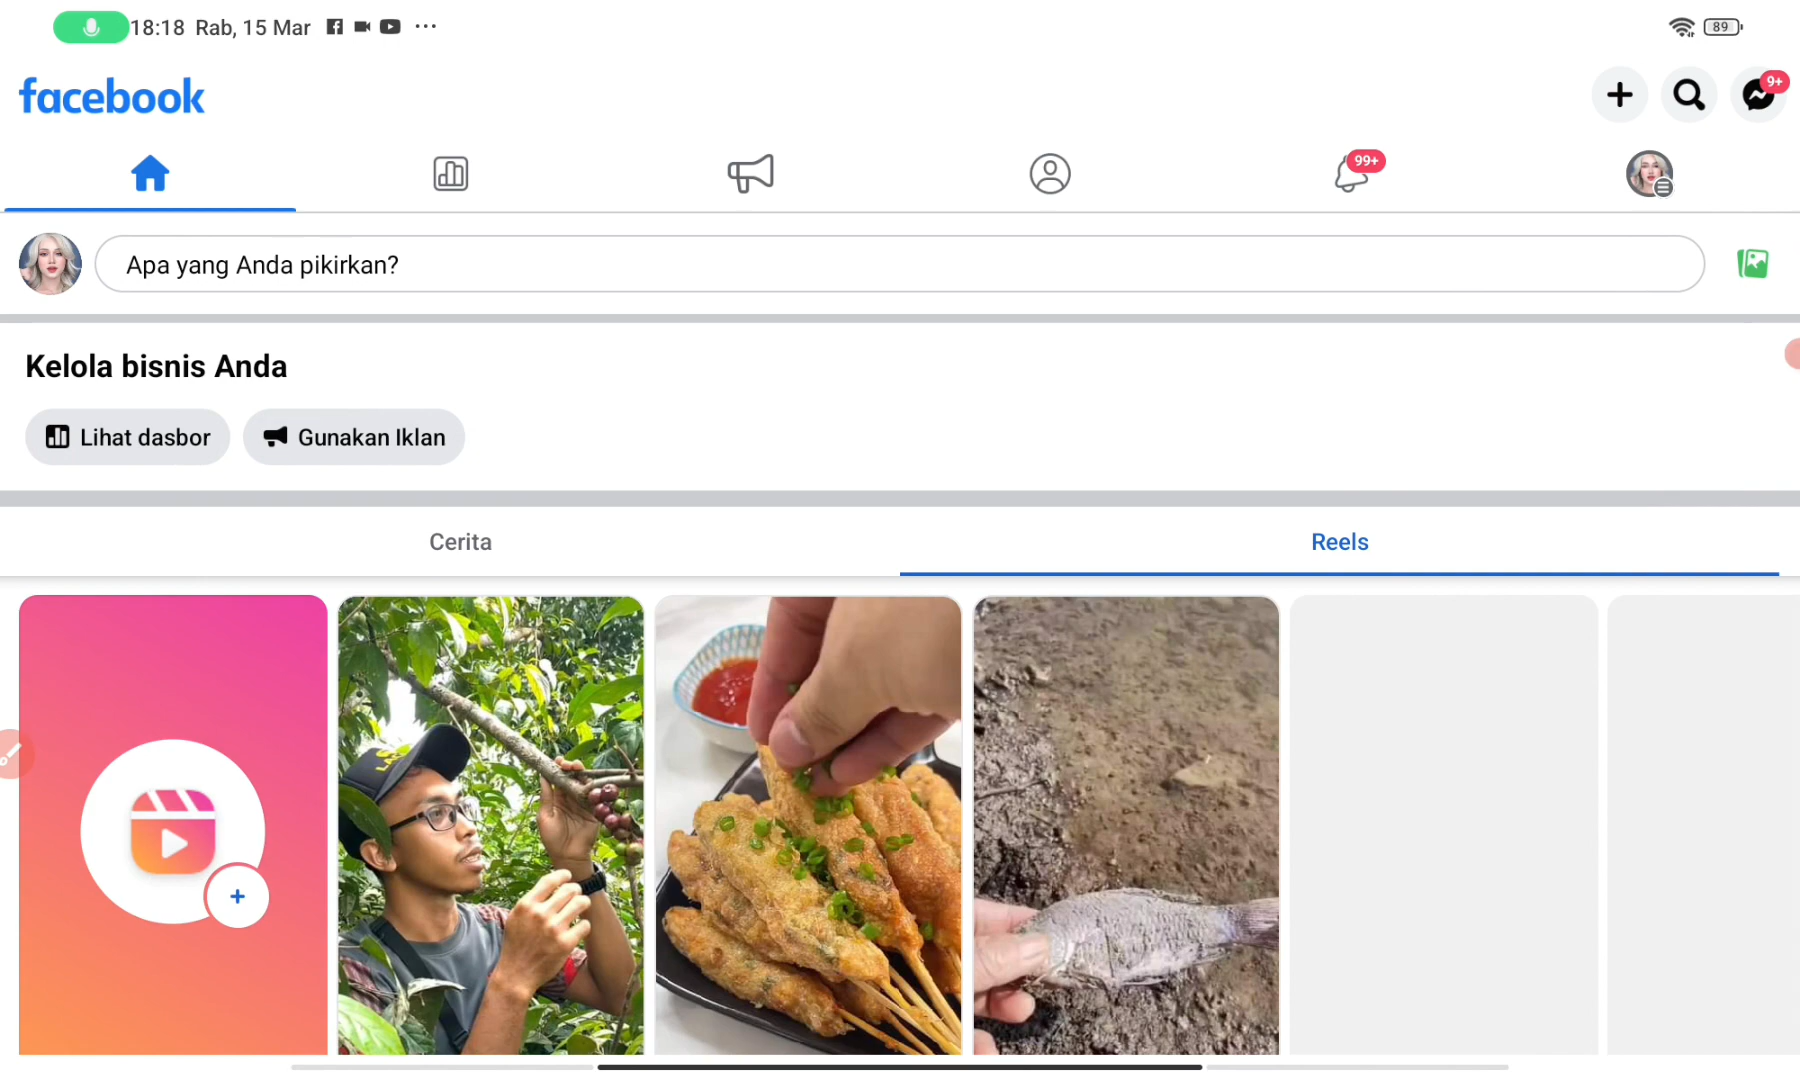 18:18 Rab, 15 Mar ···
89
facebook
9+
99+
Apa yang Anda pikirkan?
Kelola bisnis Anda
Lihat dasbor
Gunakan Iklan
Cerita
Reels